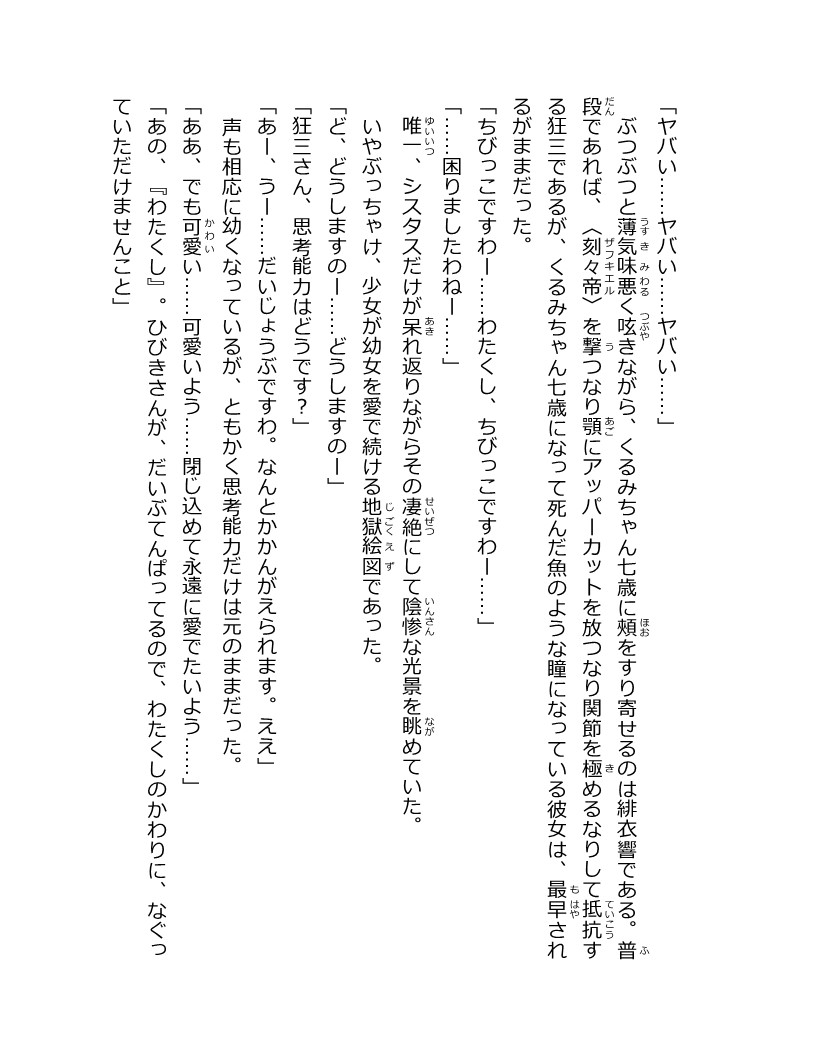 「ヤバい……ヤバい……ヤバい……」
ぶつぶつと薄気味悪く呟きながら、くるみちゃん七歳に頰をすり寄せるのは緋衣響である。普
段であれば、〈刻々帝〉を撃つなり顎にアッパーカットを放つなり関節を極めるなりして抵抗す
る狂三であるが、くるみちゃん七歳になって死んだ魚のような瞳になっている彼女は、最早され
るがままだった。
「ちびっこですわー……わたくし、ちびっこですわー……」
「……困りましたわねー……」
唯一、シスタスだけが呆れ返りながらその凄絶にして陰惨な光景を眺めていた。
いやぶっちゃけ、少女が幼女を愛で続ける地獄絵図であった。
「ど、どうしますのー……どうしますのー」
「狂三さん、思考能力はどうです？」
「あー、うー……だいじょうぶですわ。なんとかかんがえられます。ええ」
声も相応に幼くなっているが、ともかく思考能力だけは元のままだった。
「ああ、でも可愛い……可愛いよう……閉じ込めて永遠に愛でたいよう……」
「あの、『わたくし』。ひびきさんが、だいぶてんぱってるので、わたくしのかわりに、なぐっ
ていただけませんこと」